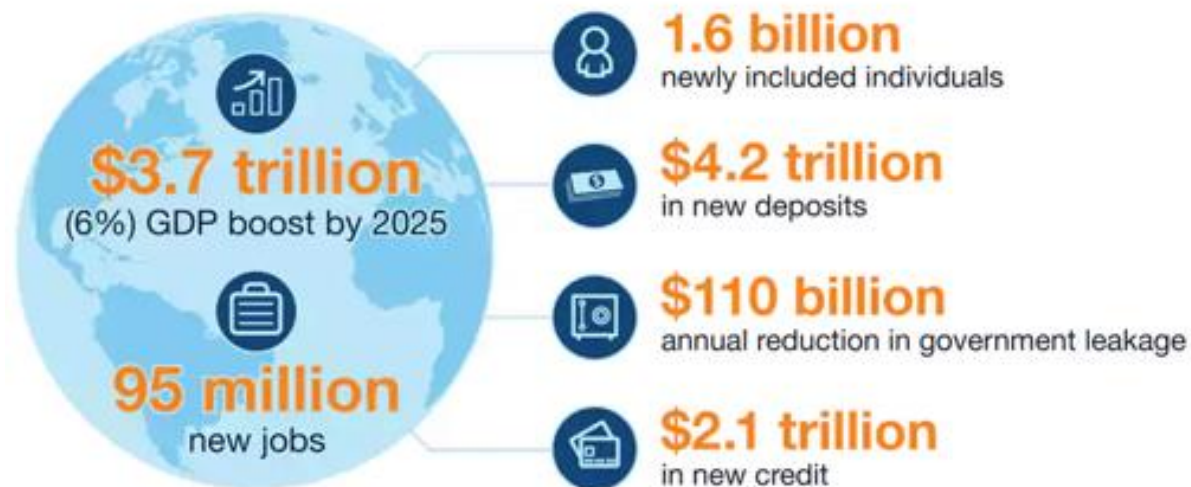 $3.7 trillion
(6%) GDP boost by 2025
95 million
new jobs
1.6 billion
newly included individuals
$4.2 trillion
in new deposits
$110 billion
annual reduction in government leakage
$2.1 trillion
in new credit